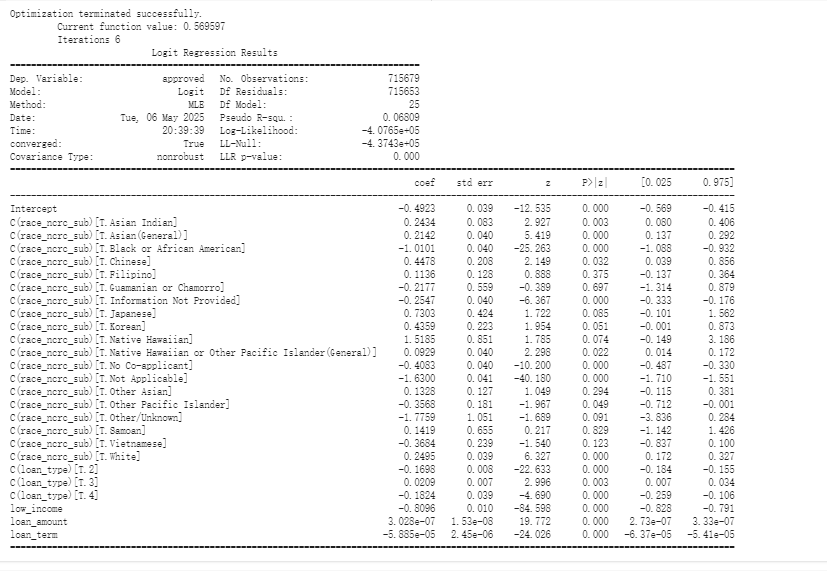 Optimization terminated successfully.
Current function value: 0.569597
Iterations 6
Logit Regression Results
Dep. Variable: approved No. Observations: 715679
Model: Logit Df Residuals: 715653
Method: MLE Df Model: 25
Date: Tue, 06 May 2025 Pseudo R-squ.: 0.06809
Time: 20:39:39 Log-Likelihood: -4.0765e+05
converged: True LL-Null: -4.3743e+05
Covariance Type: nonrobust LLR p-value: 0.000
coef std err z P>|z| [0.025 0.975]
Intercept -0.4923 0.039 -12.535 0.000 -0.569 -0.415
C(race_ncrc_sub)[T.Asian Indian] 0.2434 0.083 2.927 0.003 0.080 0.406
C(race_ncrc_sub)[T.Asian(General)] 0.2142 0.040 5.419 0.000 0.137 0.292
C(race_ncrc_sub)[T.Black or African American] -1.0101 0.040 -25.263 0.000 -1.088 -0.932
C(race_ncrc_sub)[T.Chinese] 0.4478 0.208 2.149 0.032 0.039 0.856
C(race_ncrc_sub)[T.Filipino] 0.1136 0.128 0.888 0.375 -0.137 0.364
C(race_ncrc_sub)[T.Guamanian or Chamorro] -0.2177 0.559 -0.389 0.697 -1.314 0.879
C(race_ncrc_sub)[T.Information Not Provided] -0.2547 0.040 -6.367 0.000 -0.333 -0.176
C(race_ncrc_sub)[T.Japanese] 0.7303 0.424 1.722 0.085 -0.101 1.562
C(race_ncrc_sub)[T.Korean] 0.4359 0.223 1.954 0.051 -0.001 0.873
C(race_ncrc_sub)[T.Native Hawaiian] 1.5185 0.851 1.785 0.074 -0.149 3.186
C(race_ncrc_sub)[T.Native Hawaiian or Other Pacific Islander(General)] 0.0929 0.040 2.298 0.022 0.014 0.172
C(race_ncrc_sub)[T.No Co-applicant] -0.4083 0.040 -10.200 0.000 -0.487 -0.330
C(race_ncrc_sub)[T.Not Applicable] -1.6300 0.041 -40.180 0.000 -1.710 -1.551
C(race_ncrc_sub)[T.Other Asian] 0.1328 0.127 1.049 0.294 -0.115 0.381
C(race_ncrc_sub)[T.Other Pacific Islander] -0.3568 0.181 -1.967 0.049 -0.712 -0.001
C(race_ncrc_sub)[T.Other/Unknown] -1.7759 1.051 -1.689 0.091 -3.836 0.284
C(race_ncrc_sub)[T.Samoan] 0.1419 0.655 0.217 0.829 -1.142 1.426
C(race_ncrc_sub)[T.Vietnamese] -0.3684 0.239 -1.540 0.123 -0.837 0.100
C(race_ncrc_sub)[T.White] 0.2495 0.039 6.327 0.000 0.172 0.327
C(loan_type)[T.2] -0.1698 0.008 -22.633 0.000 -0.184 -0.155
C(loan_type)[T.3] 0.0209 0.007 2.996 0.003 0.007 0.034
C(loan_type)[T.4] -0.1824 0.039 -4.690 0.000 -0.259 -0.106
low_income -0.8096 0.010 -84.598 0.000 -0.828 -0.791
loan_amount 3.028e-07 1.53e-08 19.772 0.000 2.73e-07 3.33e-07
loan_term -5.885e-05 2.45e-06 -24.026 0.000 -6.37e-05 -5.41e-05